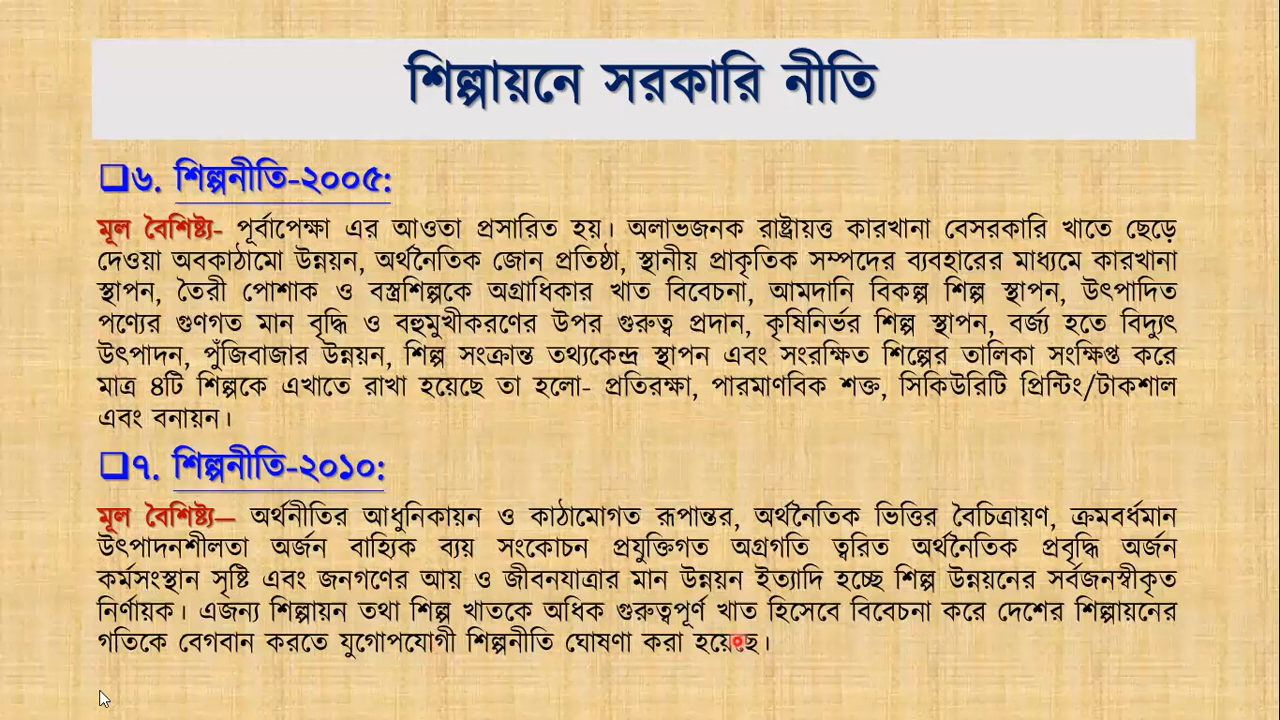 শিল্পায়নে সরকারি নীতি
৬. শিল্পনীতি-২০০৫:
মূল বৈশিষ্ট্য- পূর্বাপেক্ষা এর আওতা প্রসারিত হয়। অলাভজনক রাষ্ট্রায়ত্ত কারখানা বেসরকারি খাতে ছেড়ে
দেওয়া অবকাঠামো উন্নয়ন, অর্থনৈতিক জোন প্রতিষ্ঠা, স্থানীয় প্রাকৃতিক সম্পদের ব্যবহারের মাধ্যমে কারখানা
স্থাপন, তৈরী পোশাক ও বস্ত্রশিল্পকে অগ্রাধিকার খাত বিবেচনা, আমদানি বিকল্প শিল্প স্থাপন, উৎপাদিত
পণ্যের গুণগত মান বৃদ্ধি ও বহুমুখীকরণের উপর গুরুত্ব প্রদান, কৃষিনির্ভর শিল্প স্থাপন, বর্জ্য হতে বিদ্যুৎ
উৎপাদন, পুঁজিবাজার উন্নয়ন, শিল্প সংক্রান্ত তথ্যকেন্দ্র স্থাপন এবং সংরক্ষিত শিল্পের তালিকা সংক্ষিপ্ত করে
মাত্র ৪টি শিল্পকে এখাতে রাখা হয়েছে তা হলো- প্রতিরক্ষা, পারমাণবিক শক্ত, সিকিউরিটি প্রিন্টিং/টাকশাল
এবং বনায়ন।
৭. শিল্পনীতি-২০১০:
মূল বৈশিষ্ট্য– অর্থনীতির আধুনিকায়ন ও কাঠামোগত রূপান্তর, অর্থনৈতিক ভিত্তির বৈচিত্রায়ণ, ক্রমবর্ধমান
উৎপাদনশীলতা অর্জন বাহ্যিক ব্যয় সংকোচন প্রযুক্তিগত অগ্রগতি ত্বরিত অর্থনৈতিক প্রবৃদ্ধি অর্জন
কর্মসংস্থান সৃষ্টি এবং জনগণের আয় ও জীবনযাত্রার মান উন্নয়ন ইত্যাদি হচ্ছে শিল্প উন্নয়নের সর্বজনস্বীকৃত
নির্ণায়ক। এজন্য শিল্পায়ন তথা শিল্প খাতকে অধিক গুরুত্বপূর্ণ খাত হিসেবে বিবেচনা করে দেশের শিল্পায়নের
গতিকে বেগবান করতে যুগোপযোগী শিল্পনীতি ঘোষণা করা হয়েছে।